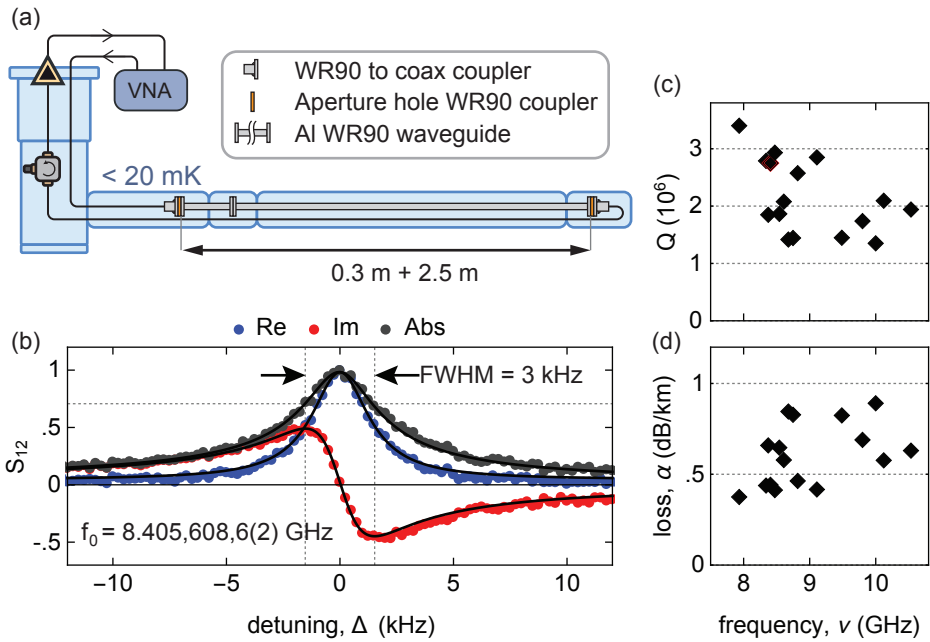 (a)
VNA
WR90 to coax coupler
Aperture hole WR90 coupler
Al WR90 waveguide
< 20 mK
0.3 m + 2.5 m
(b)
Re Im Abs
FWHM = 3 kHz
S12
1
.5
0
-.5
f0 = 8.405,608,6(2) GHz
−10 −5 0 5 10
detuning, Δ (kHz)
(c)
Q (10⁶)
3
2
1
0
(d)
loss, α (dB/km)
1
.5
0
8 9 10
frequency, ν (GHz)